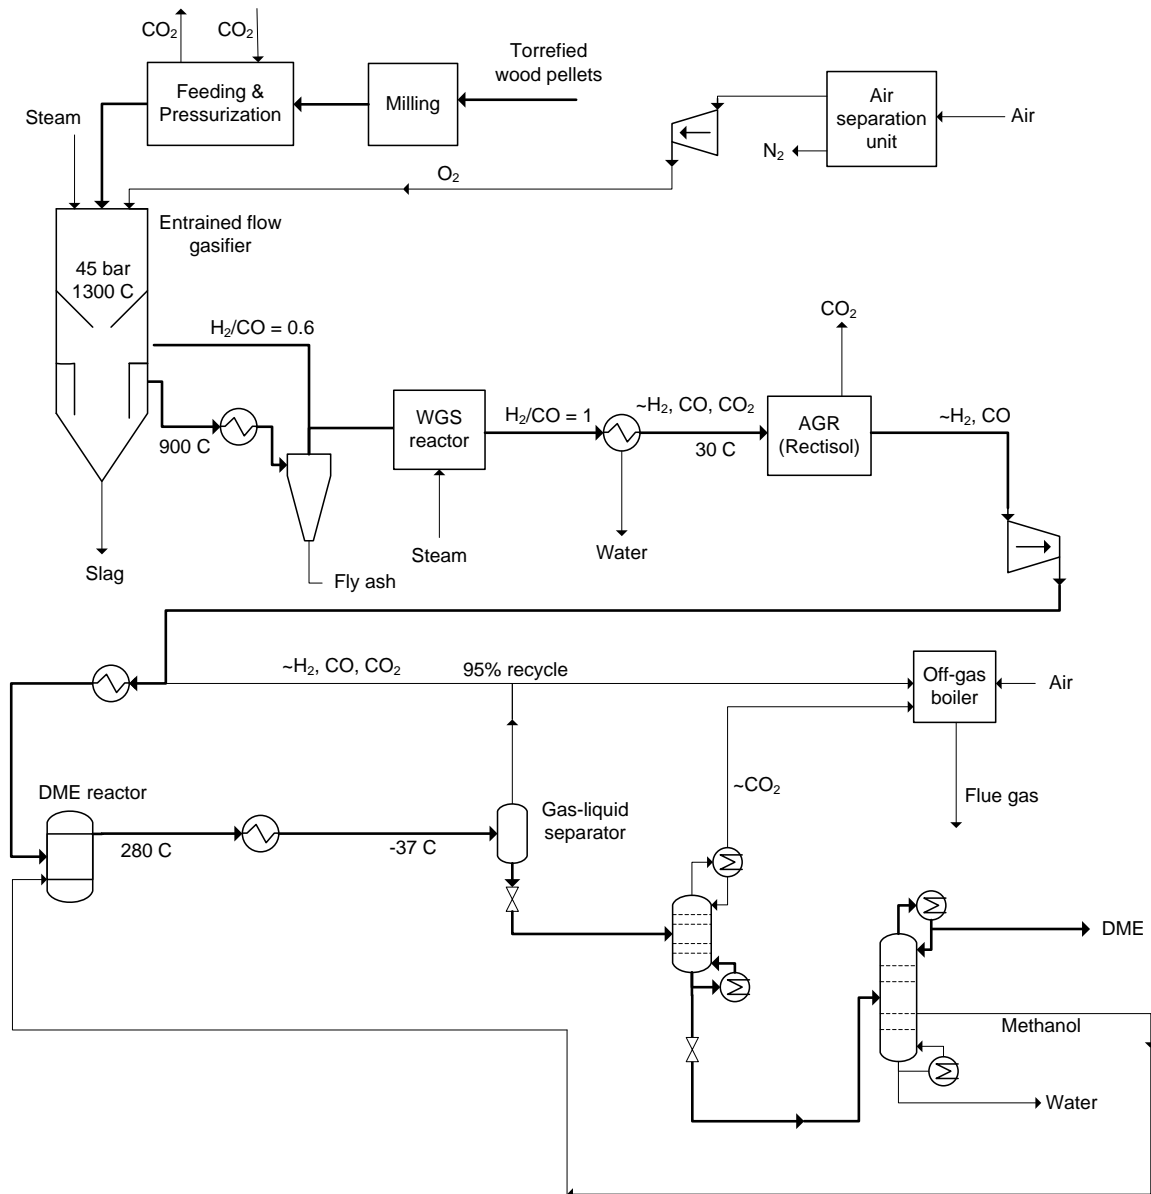 CO₂
CO₂
Torrefied
wood pellets
Feeding &
Pressurization
Milling
Air
separation
unit
Air
Steam
N₂
O₂
Entrained flow
gasifier
45 bar
1300 C
H₂/CO = 0.6
CO₂
WGS
reactor
H₂/CO = 1
~H₂, CO, CO₂
AGR
(Rectisol)
~H₂, CO
900 C
30 C
Steam
Water
Slag
Fly ash
~H₂, CO, CO₂
95% recycle
Off-gas
boiler
Air
DME reactor
Gas-liquid
separator
~CO₂
Flue gas
280 C
-37 C
DME
Methanol
Water